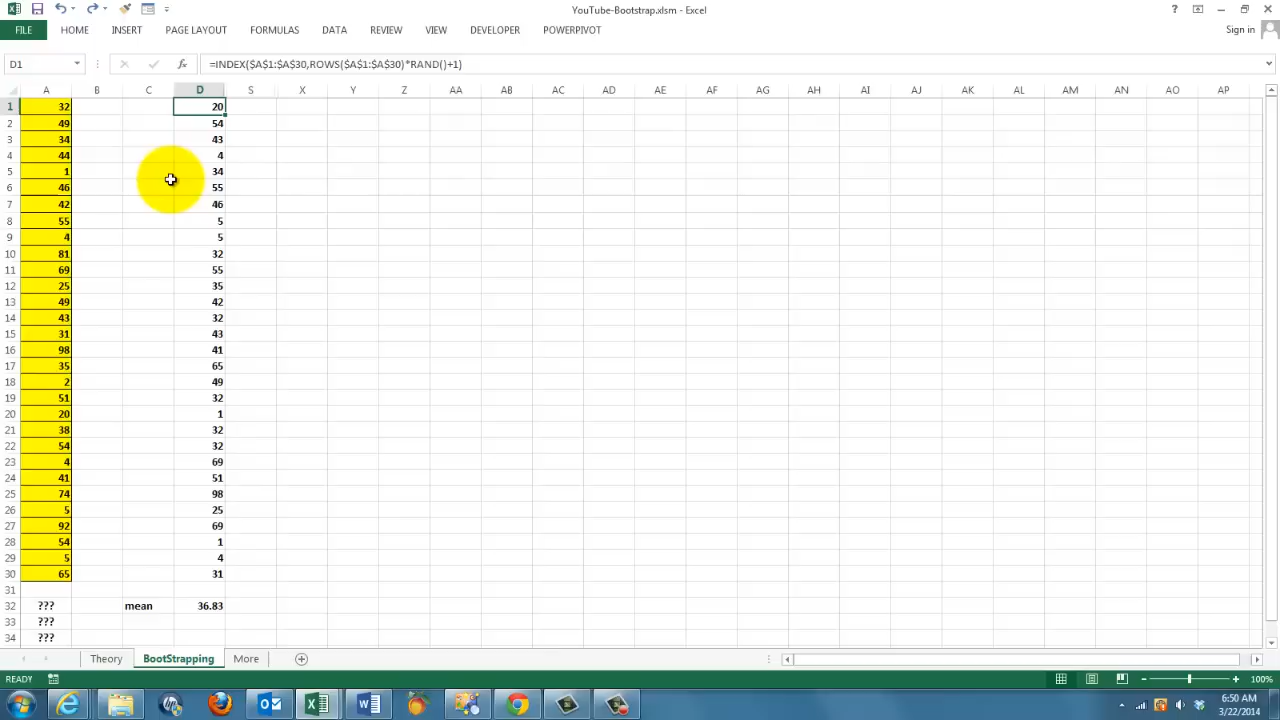 YouTube-Bootstrap.xlsm - Excel
FILE HOME INSERT PAGE LAYOUT FORMULAS DATA REVIEW VIEW DEVELOPER POWERPIVOT Sign in
D1 fx =INDEX($A$1:$A$30,ROWS($A$1:$A$30)*RAND()+1)
A B C D S X Y Z AA AB AC AD AE AF AG AH AI AJ AK AL AM AN AO AP
1 32 20
2 49 54
3 34 43
4 44 4
5 1 34
6 46 55
7 42 46
8 55 5
9 4 5
10 81 32
11 69 55
12 25 35
13 49 42
14 43 32
15 31 43
16 98 41
17 35 65
18 2 49
19 51 32
20 20 1
21 38 32
22 54 32
23 4 69
24 41 51
25 74 98
26 5 25
27 92 69
28 54 1
29 5 4
30 65 31
31
32 ??? mean 36.83
33 ???
34 ???
Theory BootStrapping More
READY 100%
6:50 AM
3/22/2014